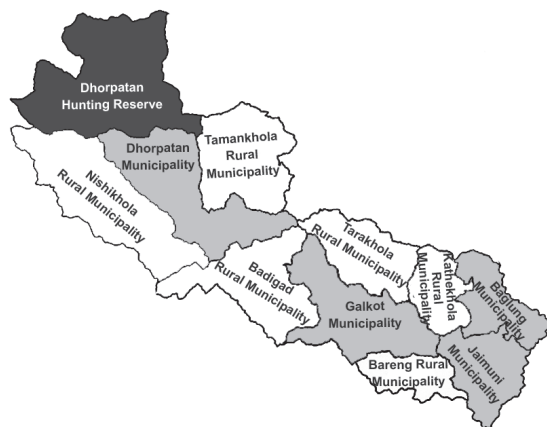 Dhorpatan
Hunting Reserve
Dhorpatan
Municipality
Tamankhola
Rural
Municipality
Nishikhola
Rural Municipality
Badigad
Rural Municipality
Tarakhola
Rural Municipality
Kathekhola
Rural
Municipality
Baglung
Municipality
Galkot
Municipality
Jaimuni
Municipality
Bareng Rural
Municipality